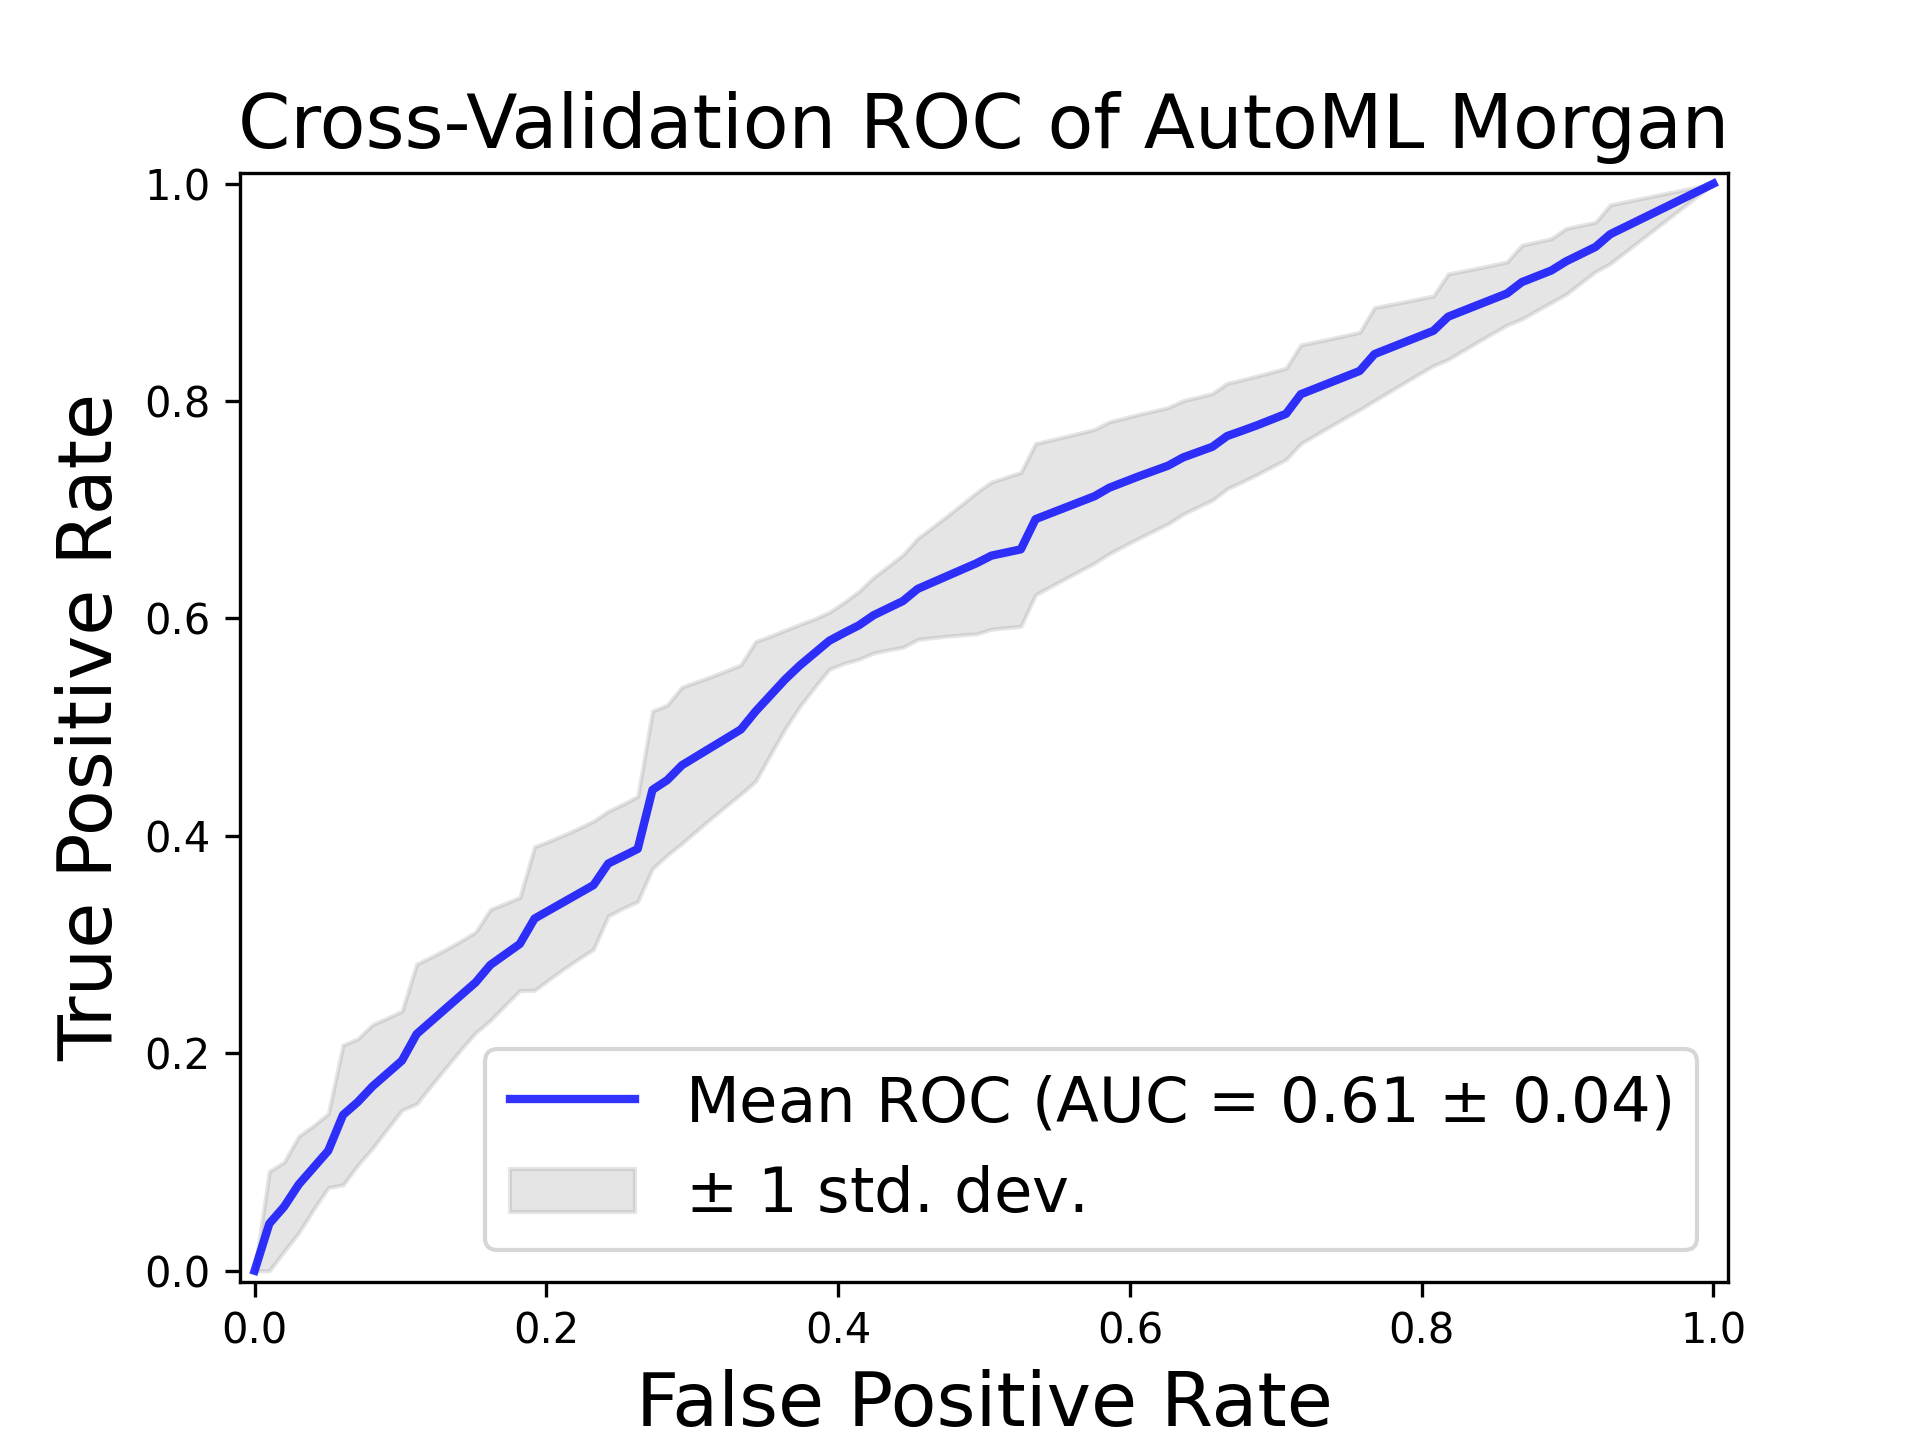 Cross-Validation ROC of AutoML Morgan
True Positive Rate
1.0
0.8
0.6
0.4
0.2
0.0
Mean ROC (AUC = 0.61 ± 0.04)
± 1 std. dev.
0.0 0.2 0.4 0.6 0.8 1.0
False Positive Rate